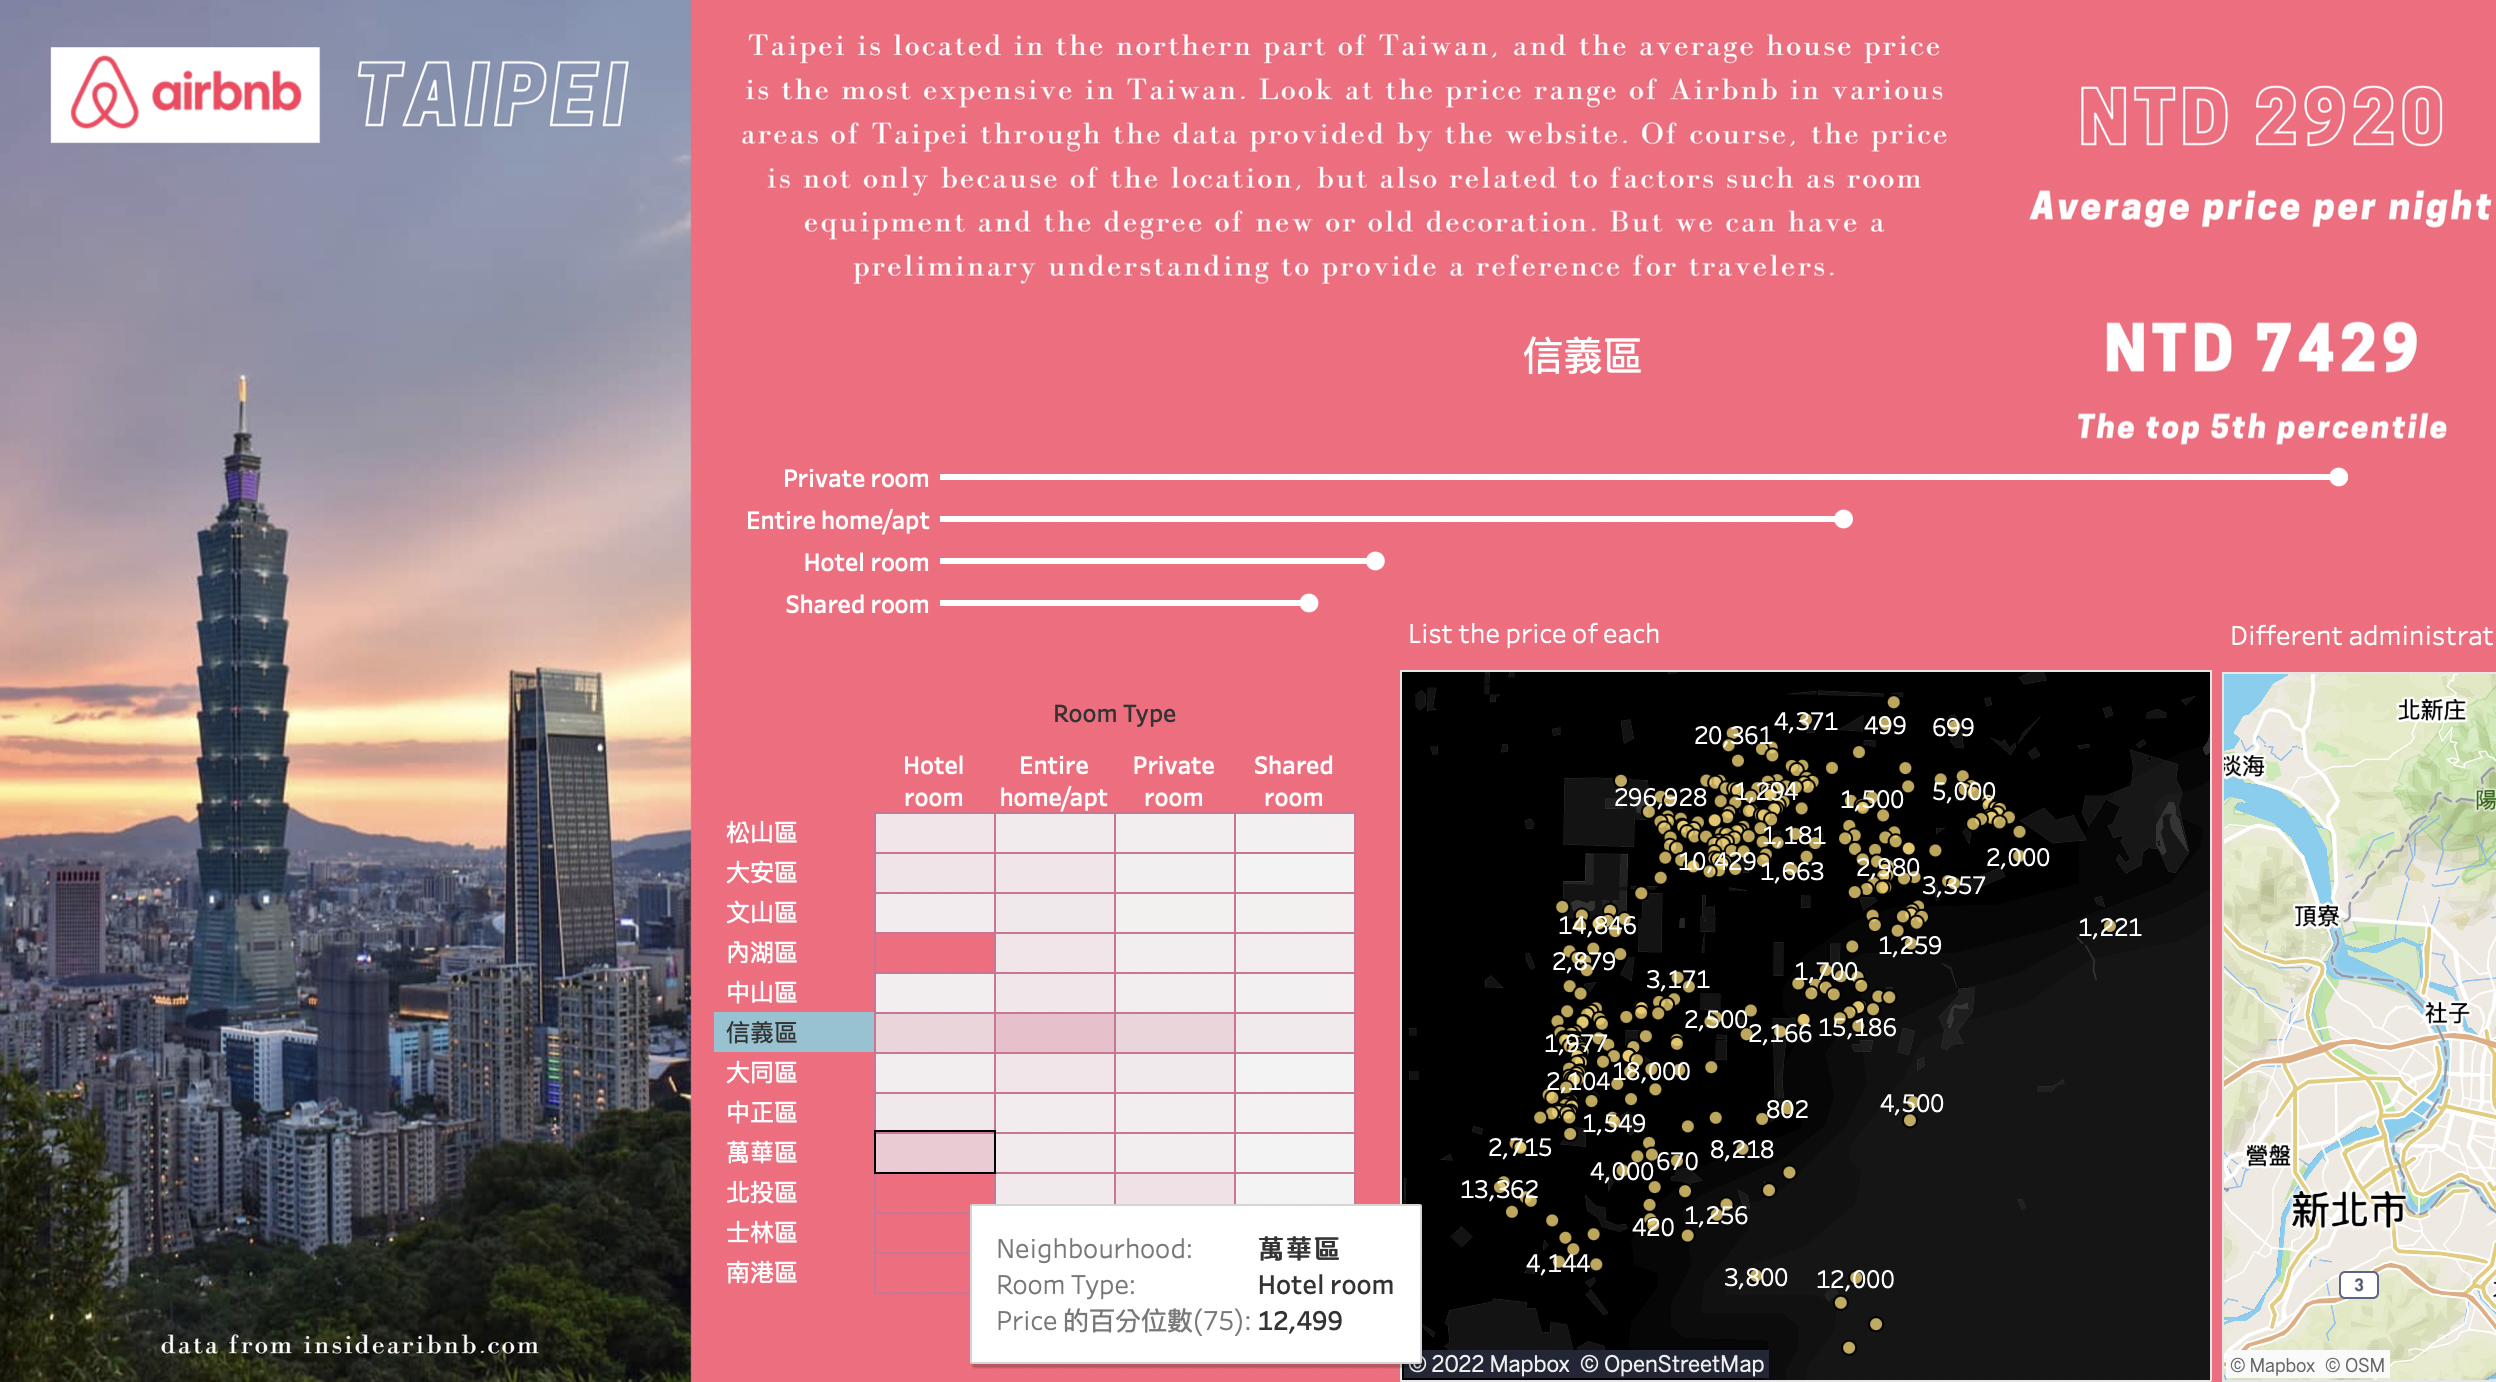 airbnb
TAIPEI
Taipei is located in the northern part of Taiwan, and the average house price
is the most expensive in Taiwan. Look at the price range of Airbnb in various
areas of Taipei through the data provided by the website. Of course, the price
is not only because of the location, but also related to factors such as room
equipment and the degree of new or old decoration. But we can have a
preliminary understanding to provide a reference for travelers.
NTD 2920
Average price per night
NTD 7429
The top 5th percentile
信義區
Private room
Entire home/apt
Hotel room
Shared room
Room Type
Hotel room
Entire home/apt
Private room
Shared room
松山區
大安區
文山區
內湖區
中山區
信義區
大同區
中正區
萬華區
北投區
士林區
南港區
Neighbourhood: 萬華區
Room Type: Hotel room
Price 的百分位數(75): 12,499
List the price of each
20,361
4,371
499
699
296,928
1,294
1,500
5,000
1,181
10,429
1,663
2,980
2,000
3,357
14,846
1,221
1,259
2,879
3,171
1,700
2,500
2,166
15,186
1,977
2,104
18,000
802
4,500
1,549
2,715
8,218
4,000
670
13,362
420
1,256
4,144
3,800
12,000
© 2022 Mapbox © OpenStreetMap
Different administrat
北新庄
淡海
陽
頂寮
社子
營盤
新北市
3
© Mapbox © OSM
data from insidearibnb.com